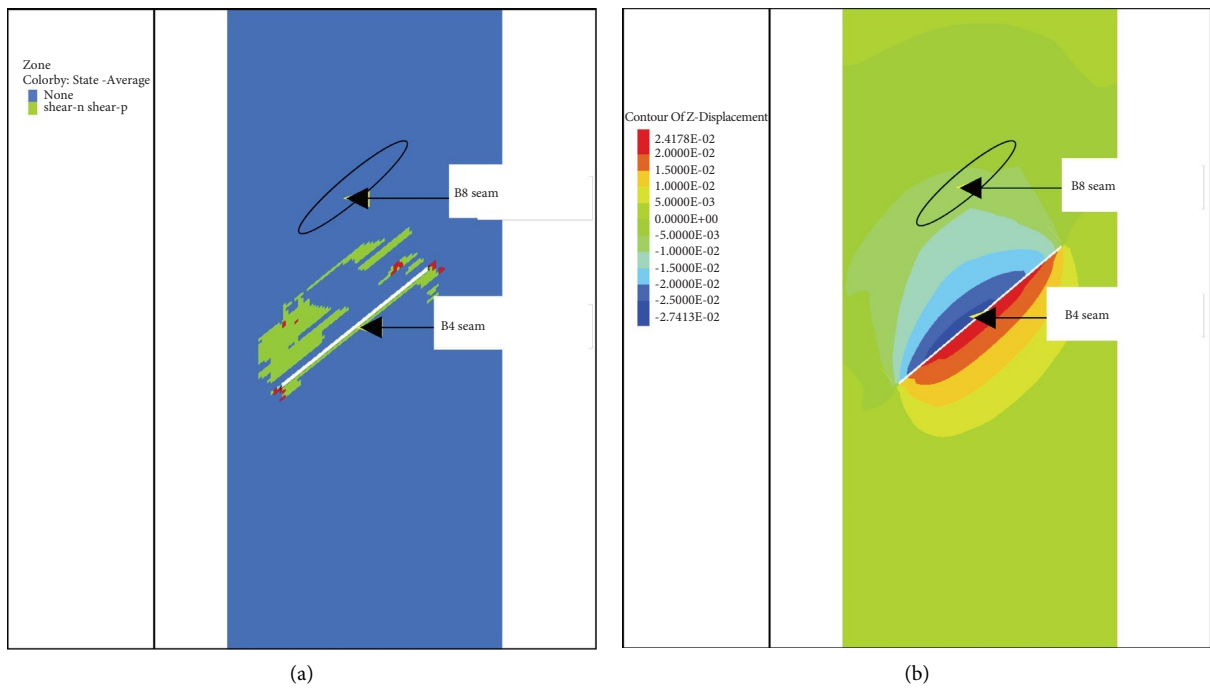 Zone
Colorby: State -Average
None
shear-n shear-p
B8 seam
B4 seam
(a)
Contour Of Z-Displacement
2.4178E-02
2.0000E-02
1.5000E-02
1.0000E-02
5.0000E-03
0.0000E+00
-5.0000E-03
-1.0000E-02
-1.5000E-02
-2.0000E-02
-2.5000E-02
-2.7413E-02
B8 seam
B4 seam
(b)